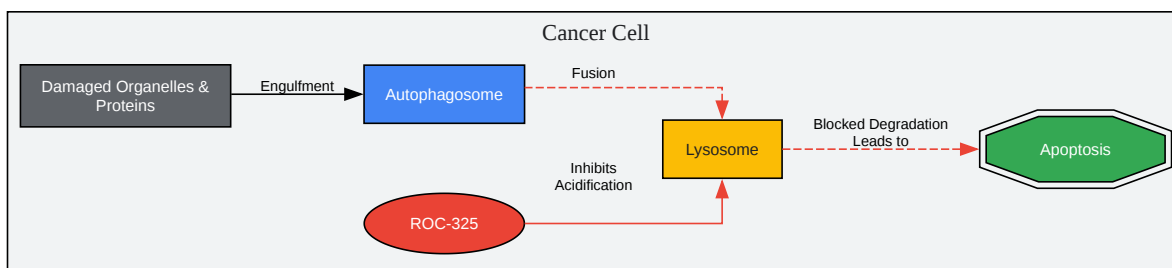 Cancer Cell
Damaged Organelles &
Proteins
Engulfment
Autophagosome
Fusion
Lysosome
Blocked Degradation
Leads to
Apoptosis
Inhibits
Acidification
ROC-325